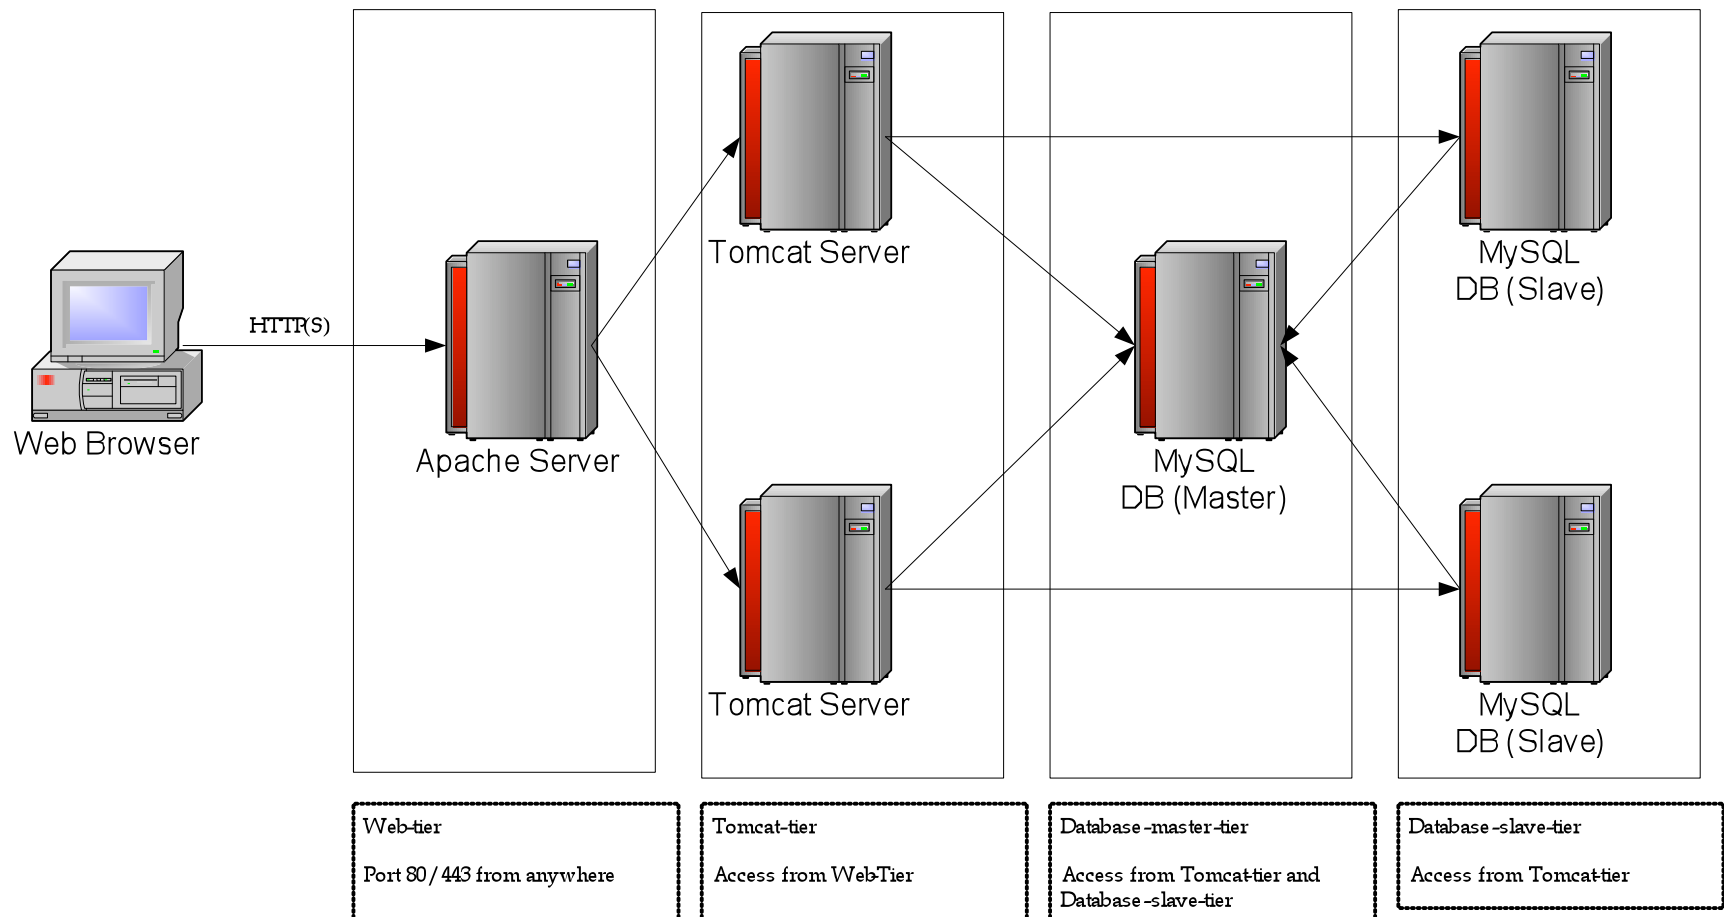 HTTP(S)
Web Browser
Apache Server
Tomcat Server
Tomcat Server
MySQL
DB (Master)
MySQL
DB (Slave)
MySQL
DB (Slave)
Web-tier
Port 80/443 from anywhere
Tomcat-tier
Access from Web-Tier
Database-master-tier
Access from Tomcat-tier and
Database-slave-tier
Database-slave-tier
Access from Tomcat-tier